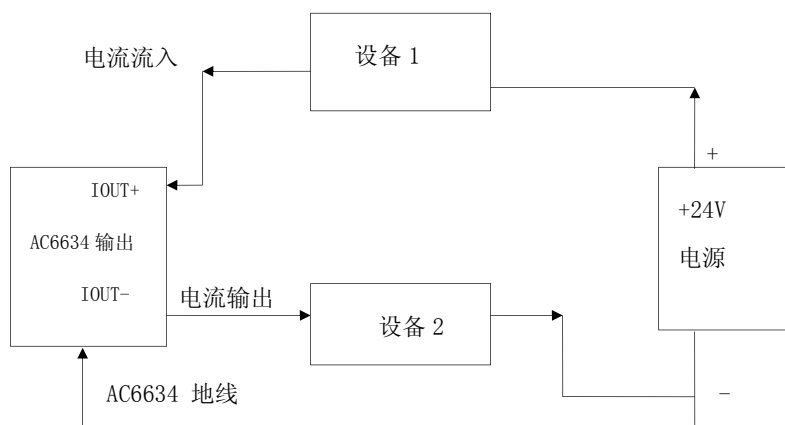 设备 1
电流流入
+
IOUT+
+24V
AC6634 输出
电源
IOUT-
电流输出
设备 2
AC6634 地线
-